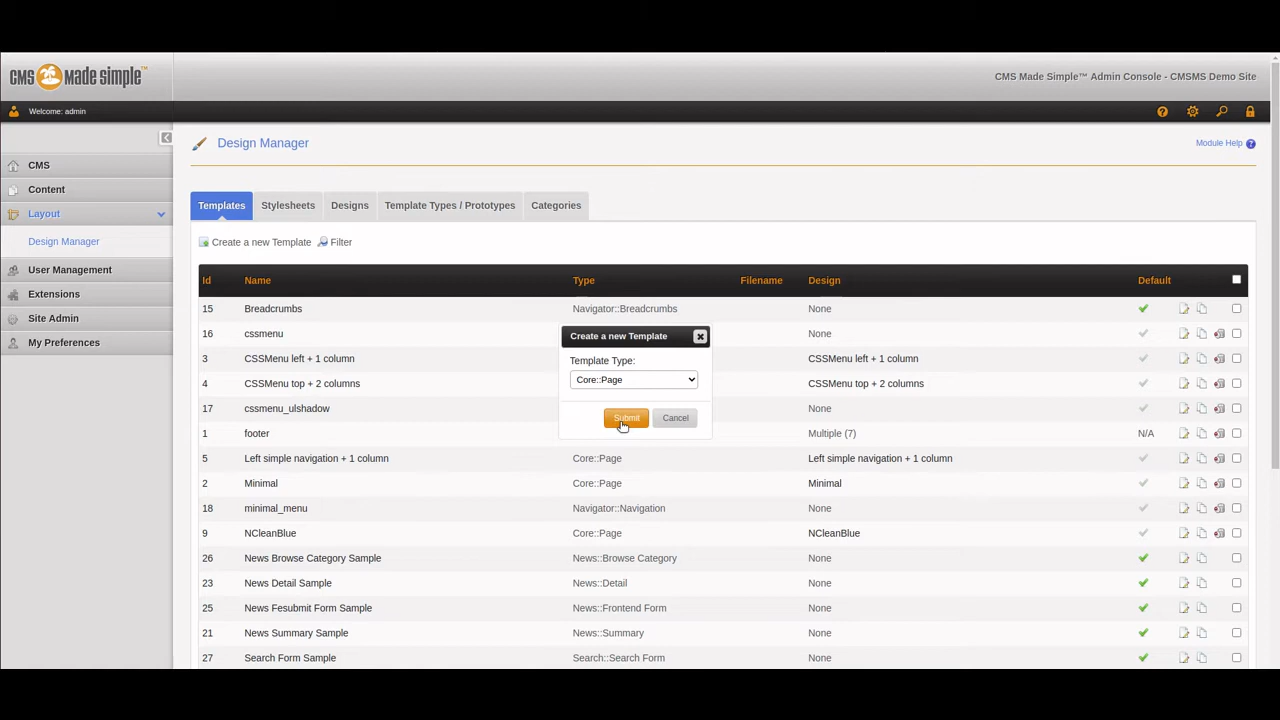 CMS Made Simple™
CMS Made Simple™ Admin Console - CMSMS Demo Site
Welcome: admin
CMS
Content
Layout
Design Manager
User Management
Extensions
Site Admin
My Preferences
Design Manager
Module Help
Templates Stylesheets Designs Template Types / Prototypes Categories
Create a new Template Filter
Id Name Type Filename Design Default
15 Breadcrumbs Navigator::Breadcrumbs None
16 cssmenu None
3 CSSMenu left + 1 column CSSMenu left + 1 column
4 CSSMenu top + 2 columns CSSMenu top + 2 columns
17 cssmenu_ulshadow None
1 footer Multiple (7) N/A
5 Left simple navigation + 1 column Core::Page Left simple navigation + 1 column
2 Minimal Core::Page Minimal
18 minimal_menu Navigator::Navigation None
9 NCleanBlue Core::Page NCleanBlue
26 News Browse Category Sample News::Browse Category None
23 News Detail Sample News::Detail None
25 News Fesubmit Form Sample News::Frontend Form None
21 News Summary Sample News::Summary None
27 Search Form Sample Search::Search Form None
Create a new Template
Template Type:
Core::Page
Submit Cancel